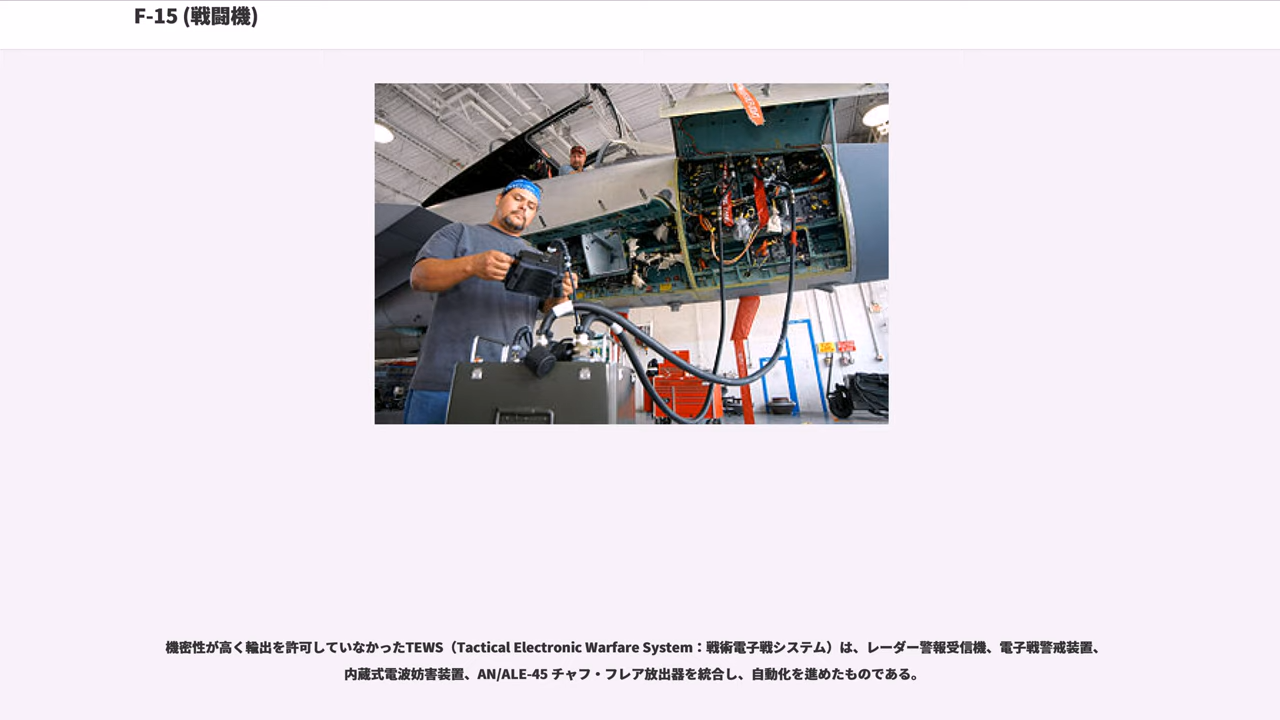 F-15 (戦闘機)
機密性が高く輸出を許可していなかったTEWS（Tactical Electronic Warfare System：戦術電子戦システム）は、レーダー警報受信機、電子戦警戒装置、
内蔵式電波妨害装置、AN/ALE-45 チャフ・フレア放出器を統合し、自動化を進めたものである。